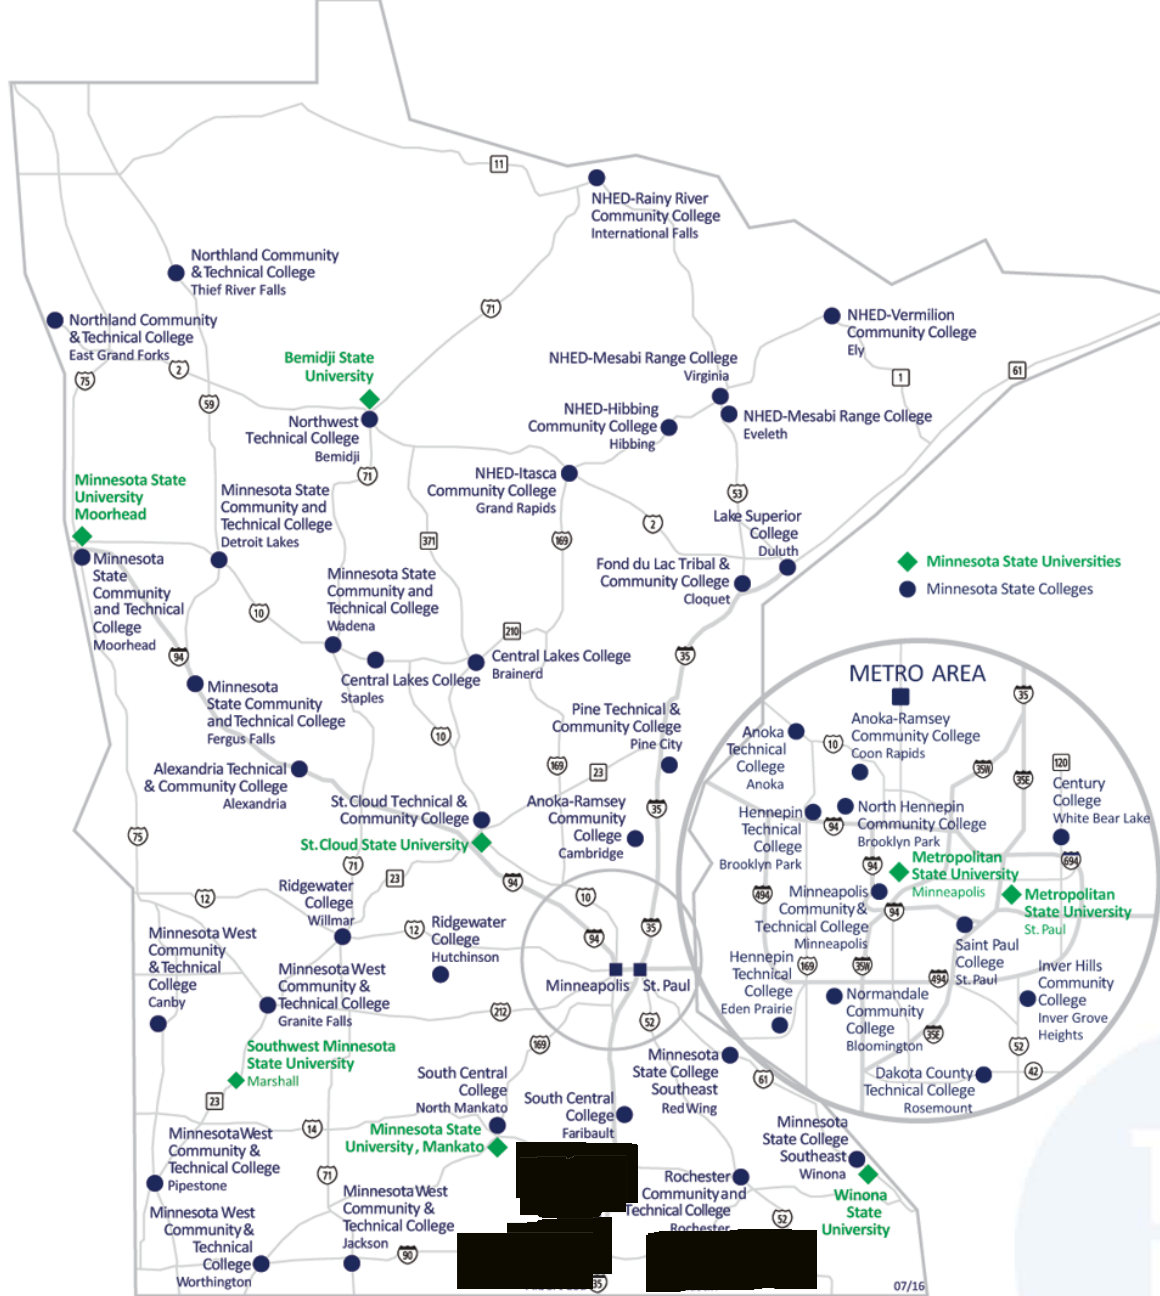 11
NHED-Rainy River
Community College
International Falls
Northland Community
& Technical College
Thief River Falls
71
Northland Community
& Technical College
East Grand Forks
2
75
59
Bemidji State
University
Northwest
Technical College
Bemidji
71
NHED-Vermilion
Community College
Ely
1
61
NHED-Mesabi Range College
Virginia
NHED-Mesabi Range College
Eveleth
NHED-Hibbing
Community College
Hibbing
NHED-Itasca
Community College
Grand Rapids
53
2
169
371
Minnesota State
University
Moorhead
Minnesota State
Community and
Technical College
Detroit Lakes
Lake Superior
College
Duluth
Fond du Lac Tribal &
Community College
Cloquet
Minnesota State Universities
Minnesota State Colleges
Minnesota
State
Community
and Technical
College
Moorhead
10
94
Minnesota State
Community and
Technical College
Wadena
210
Central Lakes College
Brainerd
Central Lakes College
Staples
35
Minnesota
State Community
and Technical College
Fergus Falls
10
Pine Technical &
Community College
Pine City
169
23
Alexandria Technical
& Community College
Alexandria
St. Cloud Technical &
Community College
St. Cloud State University
Anoka-Ramsey
Community
College
Cambridge
35
75
71
23
94
10
12
Ridgewater
College
Willmar
12
Ridgewater
College
Hutchinson
94
35
Minneapolis
St. Paul
Minnesota West
Community
& Technical
College
Canby
Minnesota West
Community &
Technical College
Granite Falls
212
52
169
Southwest Minnesota
State University
Marshall
23
South Central
College
North Mankato
Minnesota State
University, Mankato
14
South Central
College
Faribault
Minnesota
State College
Southeast
Red Wing
61
Minnesota
State College
Southeast
Winona
Winona
State
University
Minnesota West
Community &
Technical College
Pipestone
71
Minnesota West
Community &
Technical College
Jackson
Minnesota West
Community &
Technical
College
Worthington
90
Rochester
Community and
Technical College
Rochester
52
35
07/16
METRO AREA
35
Anoka-Ramsey
Community College
Coon Rapids
Anoka
Technical
College
Anoka
10
35W
35E
120
Century
College
White Bear Lake
Hennepin
Technical
College
Brooklyn Park
94
North Hennepin
Community College
Brooklyn Park
694
94
Metropolitan
State University
Minneapolis
Metropolitan
State University
St. Paul
494
Minneapolis
Community &
Technical College
Minneapolis
94
Saint Paul
College
St. Paul
Hennepin
Technical
College
Eden Prairie
169
35W
494
Inver Hills
Community
College
Inver Grove
Heights
Normandale
Community
College
Bloomington
35E
52
42
Dakota County
Technical College
Rosemount